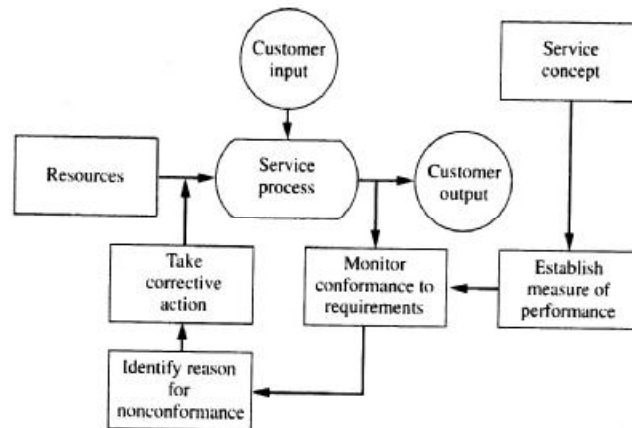 Customer
input
Service
concept
Resources
Service
process
Customer
output
Take
corrective
action
Monitor
conformance to
requirements
Establish
measure of
performance
Identify reason
for
nonconformance